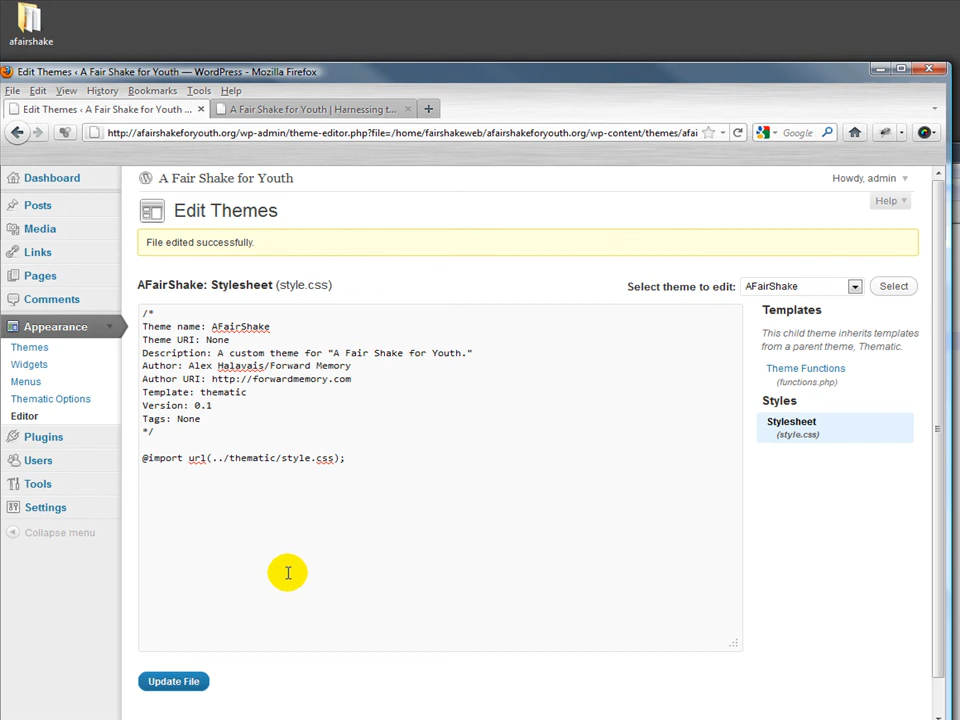 afairshake
Edit Themes ‹ A Fair Shake for Youth — WordPress - Mozilla Firefox
File Edit View History Bookmarks Tools Help
Edit Themes ‹ A Fair Shake for Youth ... × A Fair Shake for Youth | Harnessing t... × +
http://afairshakeforyouth.org/wp-admin/theme-editor.php?file=/home/fairshakeweb/afairshakeforyouth.org/wp-content/themes/afai Google
Dashboard
Posts
Media
Links
Pages
Comments
Appearance
Themes
Widgets
Menus
Thematic Options
Editor
Plugins
Users
Tools
Settings
Collapse menu
A Fair Shake for Youth
Howdy, admin
Help
Edit Themes
File edited successfully.
AFairShake: Stylesheet (style.css)
Select theme to edit: AFairShake Select
/*
Theme name: AFairShake
Theme URI: None
Description: A custom theme for "A Fair Shake for Youth."
Author: Alex Halavais/Forward Memory
Author URI: http://forwardmemory.com
Template: thematic
Version: 0.1
Tags: None
*/
@import url(../thematic/style.css);
Templates
This child theme inherits templates
from a parent theme, Thematic.
Theme Functions
(functions.php)
Styles
Stylesheet
(style.css)
Update File